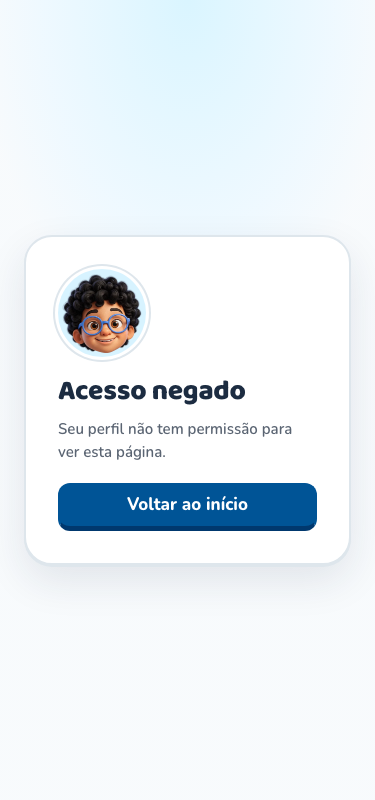 Acesso negado
Seu perfil não tem permissão para
ver esta página.
Voltar ao início